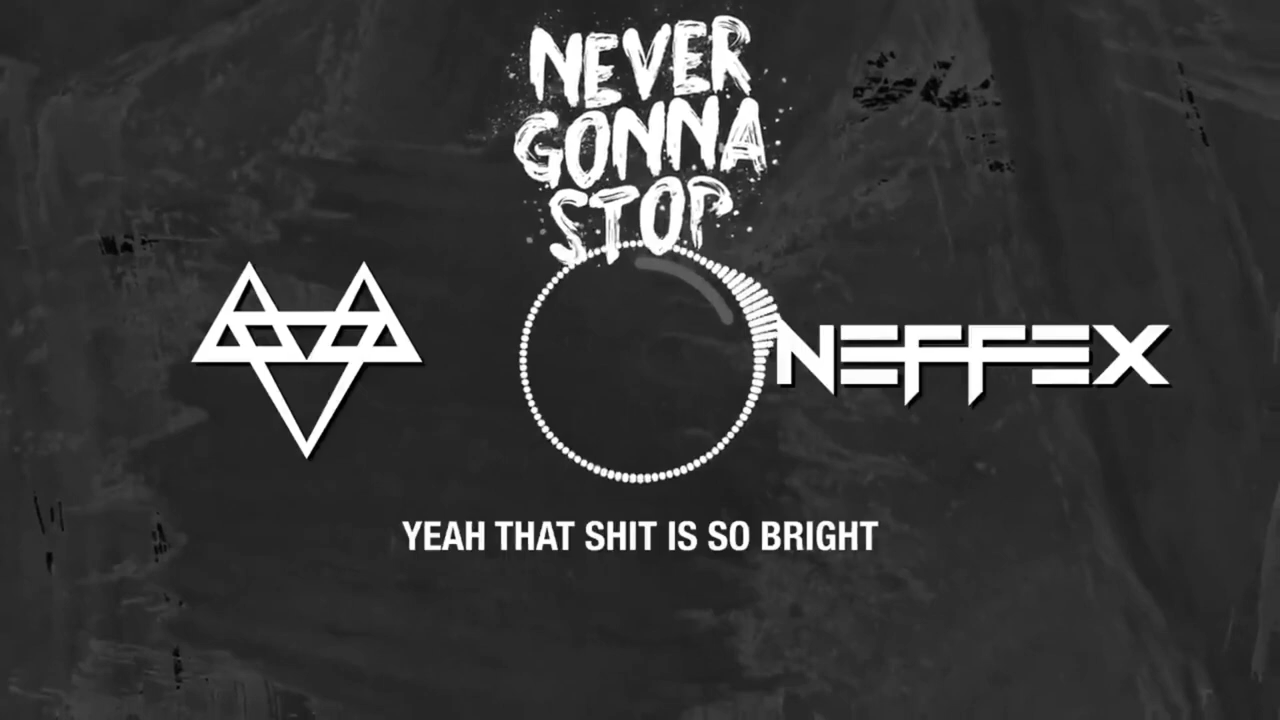 NEVER
GONNA
STOP
NEFFEX
YEAH THAT SHIT IS SO BRIGHT